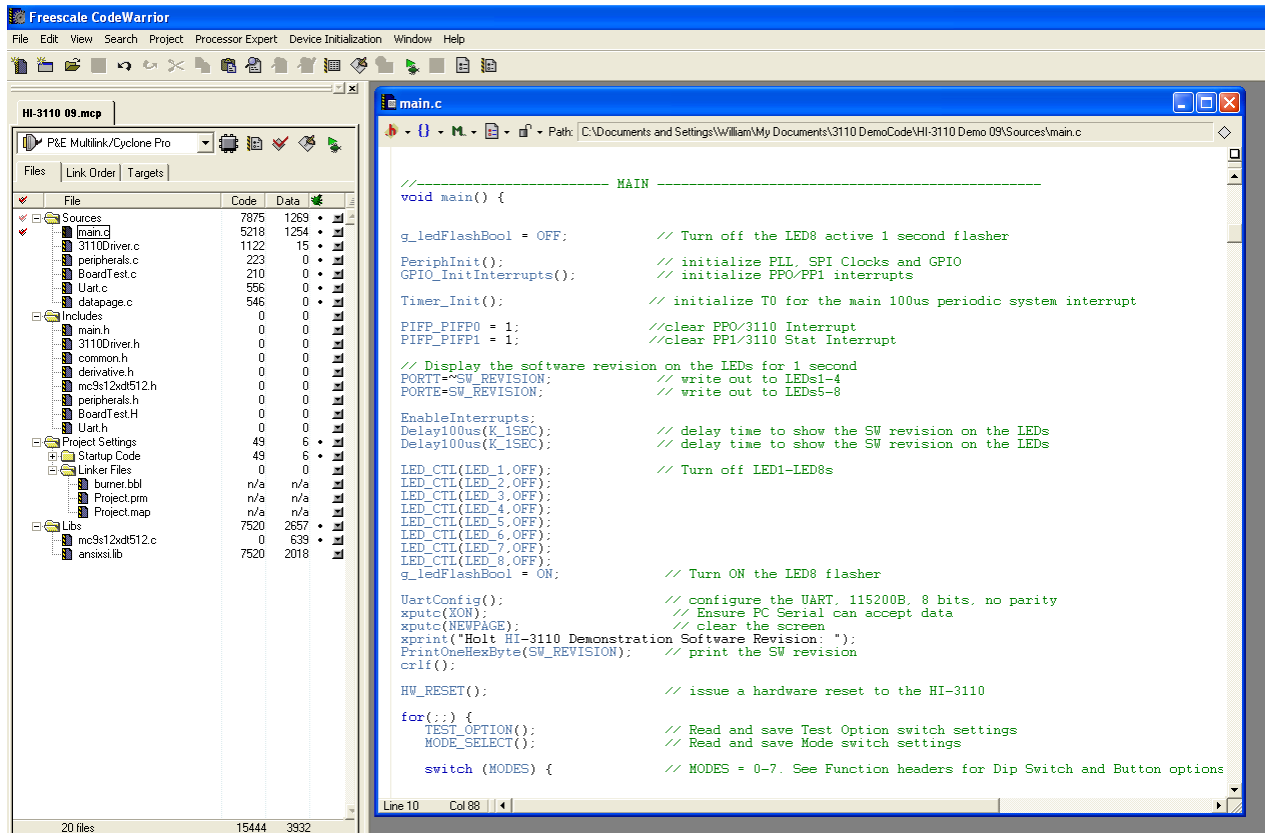 Freescale CodeWarrior
File Edit View Search Project Processor Expert Device Initialization Window Help
HI-3110 09.mcp
P&E Multilink/Cyclone Pro
Files Link Order Targets
File Code Data
Sources 7875 1269
main.c 5218 1254
3110Driver.c 1122 15
peripherals.c 223 0
BoardTest.c 210 0
Uart.c 556 0
datapage.c 546 0
Includes 0 0
main.h 0 0
3110Driver.h 0 0
common.h 0 0
derivative.h 0 0
mc9s12xdt512.h 0 0
peripherals.h 0 0
BoardTest.H 0 0
Uart.h 0 0
Project Settings 49 6
Startup Code 49 6
Linker Files 0 0
burner.bbl n/a n/a
Project.prm n/a n/a
Project.map n/a n/a
Libs 7520 2657
mc9s12xdt512.c 0 639
ansixsi.lib 7520 2018
20 files 15444 3932
main.c
h {} M. Path: C:\Documents and Settings\William\My Documents\3110 DemoCode\HI-3110 Demo 09\Sources\main.c
//------------------------ MAIN ------------------------------------------------
void main() {
g_ledFlashBool = OFF; // Turn off the LED8 active 1 second flasher
PeriphInit(); // initialize PLL, SPI Clocks and GPIO
GPIO_InitInterrupts(); // initialize PPO/PP1 interrupts
Timer_Init(); // initialize T0 for the main 100us periodic system interrupt
PIFP_PIFP0 = 1; //clear PPO/3110 Interrupt
PIFP_PIFP1 = 1; //clear PP1/3110 Stat Interrupt
// Display the software revision on the LEDs for 1 second
PORTT=~SW_REVISION; // write out to LEDs1-4
PORTE=SW_REVISION; // write out to LEDs5-8
EnableInterrupts;
Delay100us(K_1SEC); // delay time to show the SW revision on the LEDs
Delay100us(K_1SEC); // delay time to show the SW revision on the LEDs
LED_CTL(LED_1,OFF); // Turn off LED1-LED8s
LED_CTL(LED_2,OFF);
LED_CTL(LED_3,OFF);
LED_CTL(LED_4,OFF);
LED_CTL(LED_5,OFF);
LED_CTL(LED_6,OFF);
LED_CTL(LED_7,OFF);
LED_CTL(LED_8,OFF);
g_ledFlashBool = ON; // Turn ON the LED8 flasher
UartConfig(); // configure the UART, 115200B, 8 bits, no parity
xputc(XON); // Ensure PC Serial can accept data
xputc(NEWPAGE); // clear the screen
xprint("Holt HI-3110 Demonstration Software Revision: ");
PrintOneHexByte(SW_REVISION); // print the SW revision
crlf();
HW_RESET(); // issue a hardware reset to the HI-3110
for(;;) {
TEST_OPTION(); // Read and save Test Option switch settings
MODE_SELECT(); // Read and save Mode switch settings
switch (MODES) { // MODES = 0-7. See Function headers for Dip Switch and Button options
Line 10 Col 88